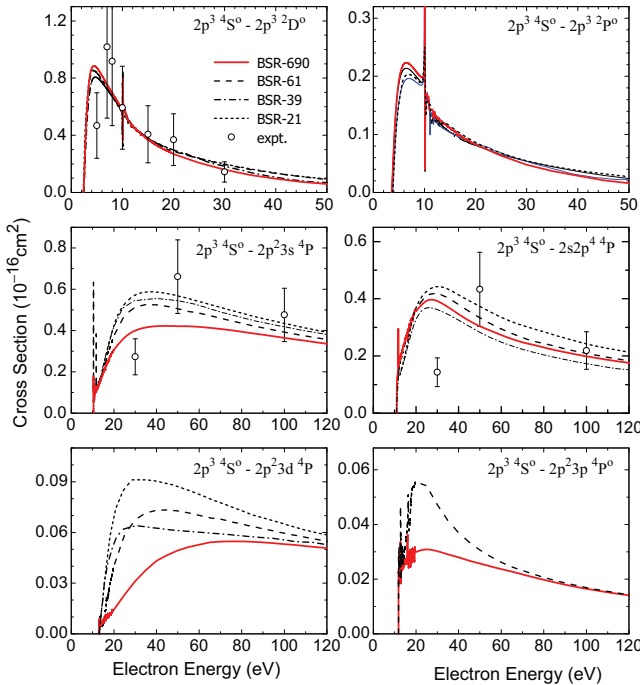 2p³ ⁴Sᵒ - 2p³ ²Dᵒ
BSR-690
BSR-61
BSR-39
BSR-21
expt.
1.2
0.8
0.4
0.0
0 10 20 30 40 50
2p³ ⁴Sᵒ - 2p³ ²Pᵒ
0.3
0.2
0.1
0.0
0 10 20 30 40 50
Cross Section (10⁻¹⁶cm²)
2p³ ⁴Sᵒ - 2p²3s ⁴P
0.8
0.6
0.4
0.2
0.0
0 20 40 60 80 100 120
2p³ ⁴Sᵒ - 2s2p⁴ ⁴P
0.6
0.4
0.2
0.0
0 20 40 60 80 100 120
2p³ ⁴Sᵒ - 2p²3d ⁴P
0.09
0.06
0.03
0.00
0 20 40 60 80 100 120
Electron Energy (eV)
2p³ ⁴Sᵒ - 2p²3p ⁴Pᵒ
0.06
0.04
0.02
0.00
0 20 40 60 80 100 120
Electron Energy (eV)